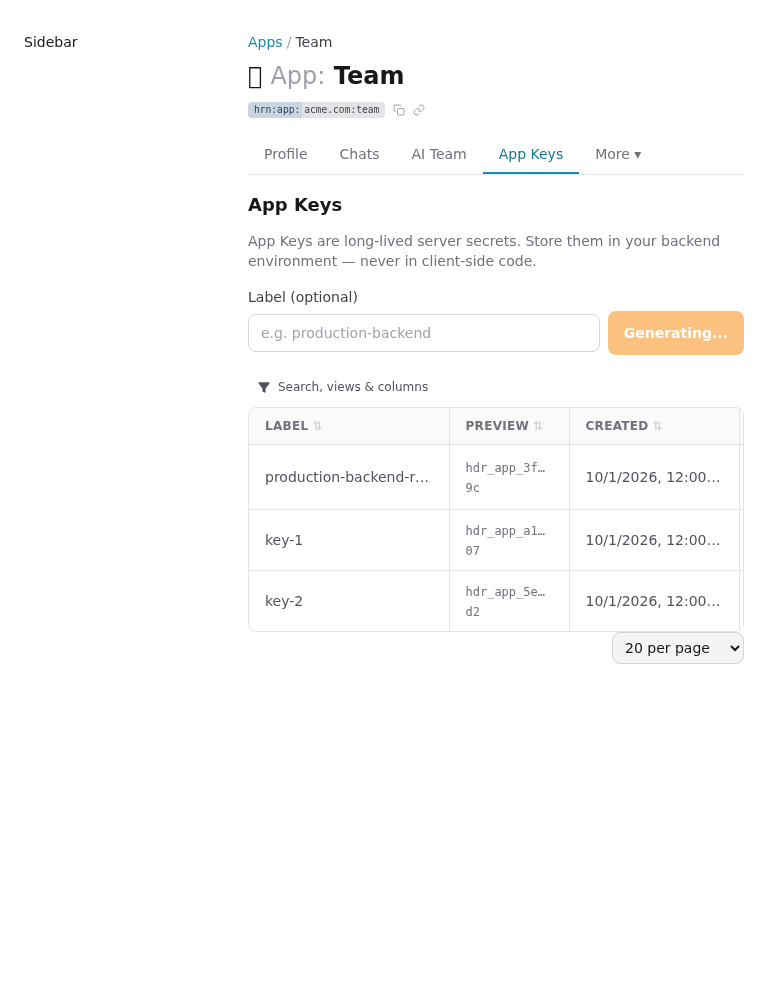 Sidebar
Apps / Team
App: Team
hrn:app: acme.com:team
Profile Chats AI Team App Keys More ▾
App Keys
App Keys are long-lived server secrets. Store them in your backend
environment — never in client-side code.
Label (optional)
e.g. production-backend
Generating...
Search, views & columns
LABEL ⇅ PREVIEW ⇅ CREATED ⇅
production-backend-r… hdr_app_3f… 10/1/2026, 12:00…
9c
key-1 hdr_app_a1… 10/1/2026, 12:00…
07
key-2 hdr_app_5e… 10/1/2026, 12:00…
d2
20 per page